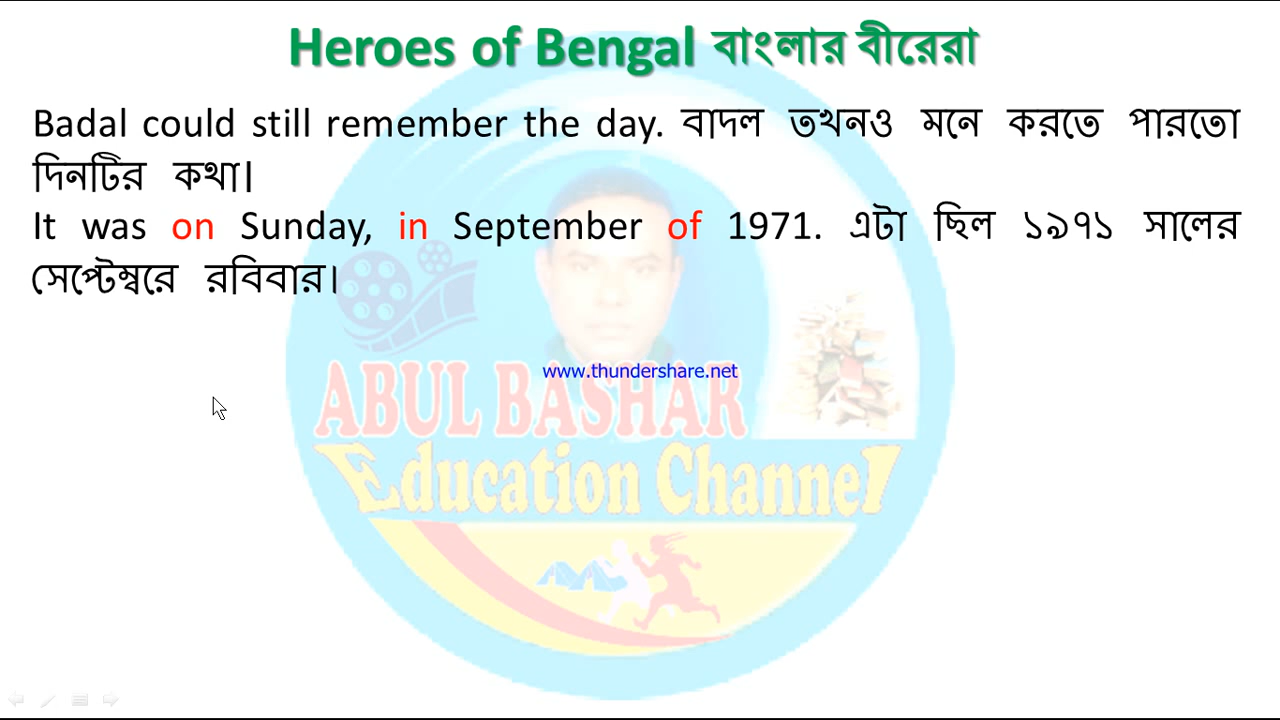 Heroes of Bengal বাংলার বীরেরা
Badal could still remember the day. বাদল তখনও মনে করতে পারতো
দিনটির কথা।
It was on Sunday, in September of 1971. এটা ছিল ১৯৭১ সালের
সেপ্টেম্বরে রবিবার।
www.thundershare.net
ABUL BASHAR
Education Channel